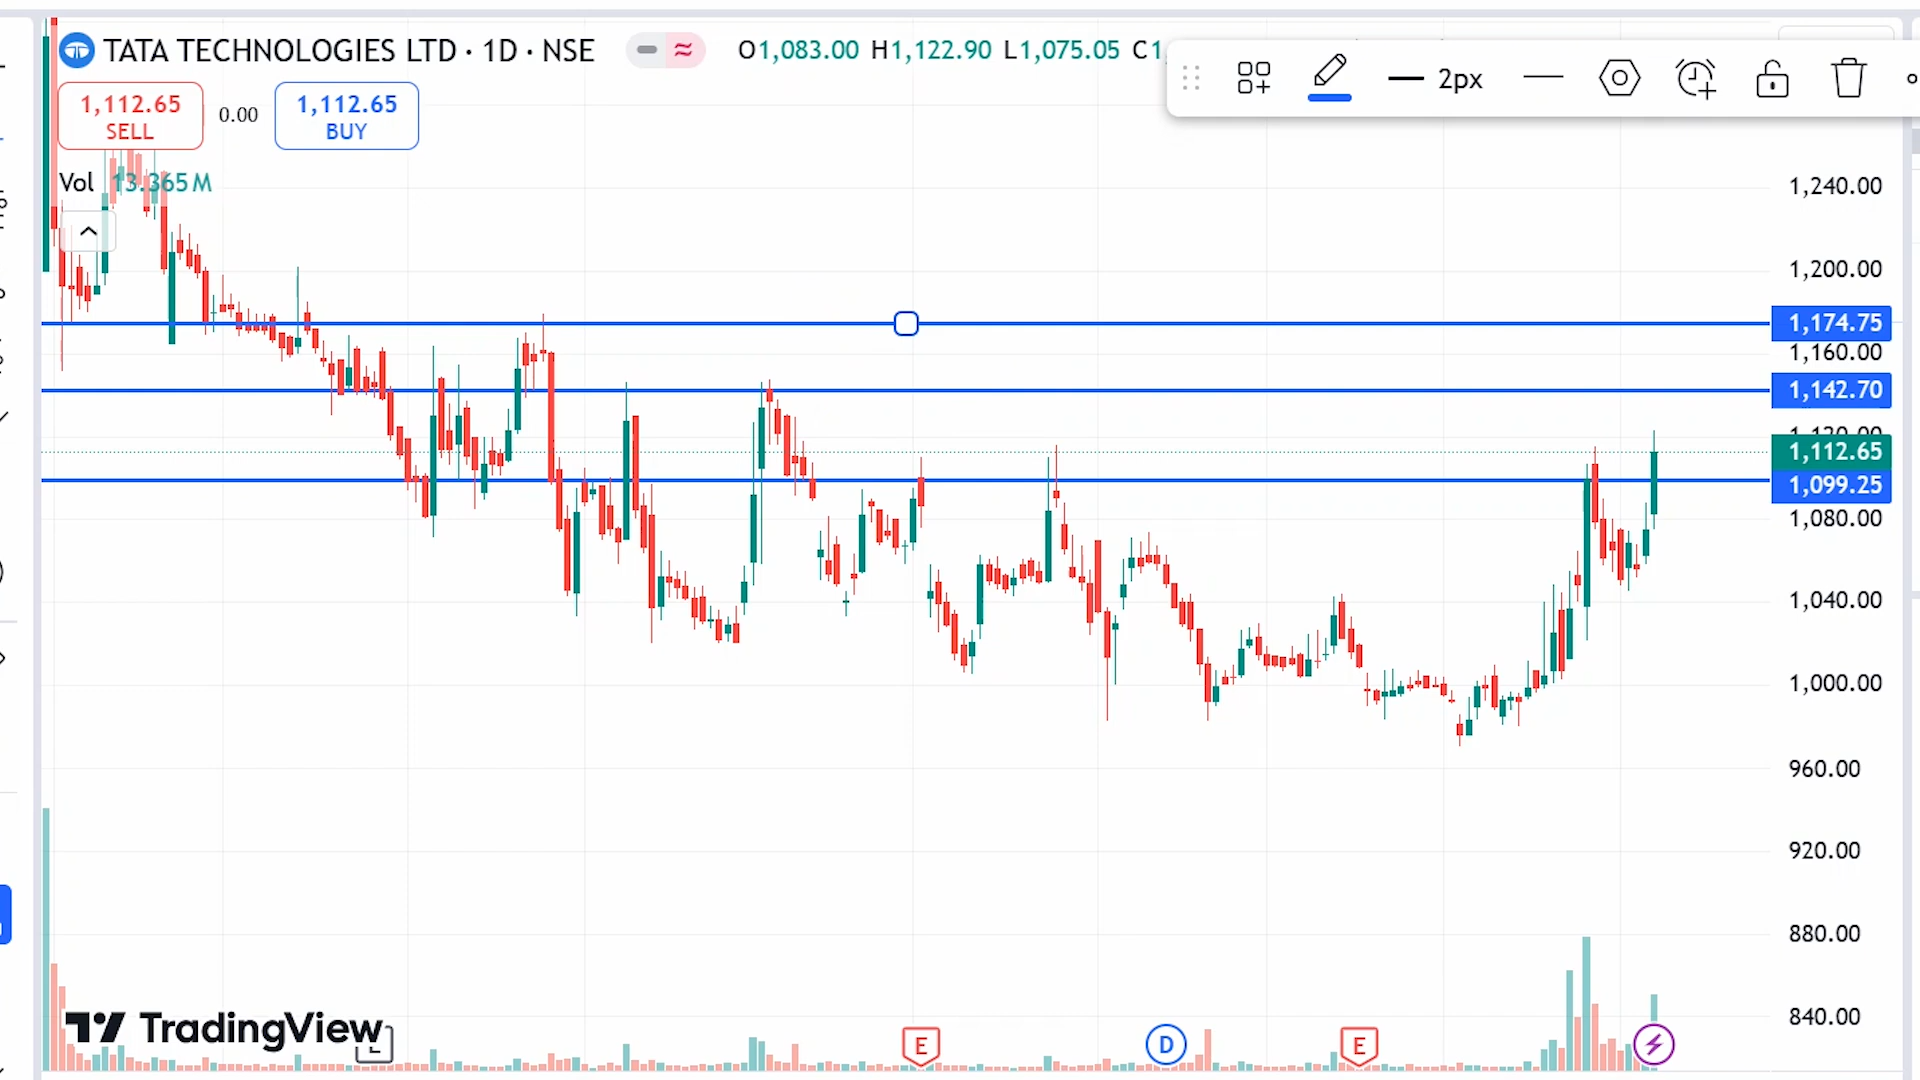 TATA TECHNOLOGIES LTD · 1D · NSE
O1,083.00 H1,122.90 L1,075.05 C1,
2px
1,112.65
SELL
0.00
1,112.65
BUY
Vol 13.365 M
1,240.00
1,200.00
1,174.75
1,160.00
1,142.70
1,112.65
1,099.25
1,080.00
1,040.00
1,000.00
960.00
920.00
880.00
840.00
TradingView
E
D
E